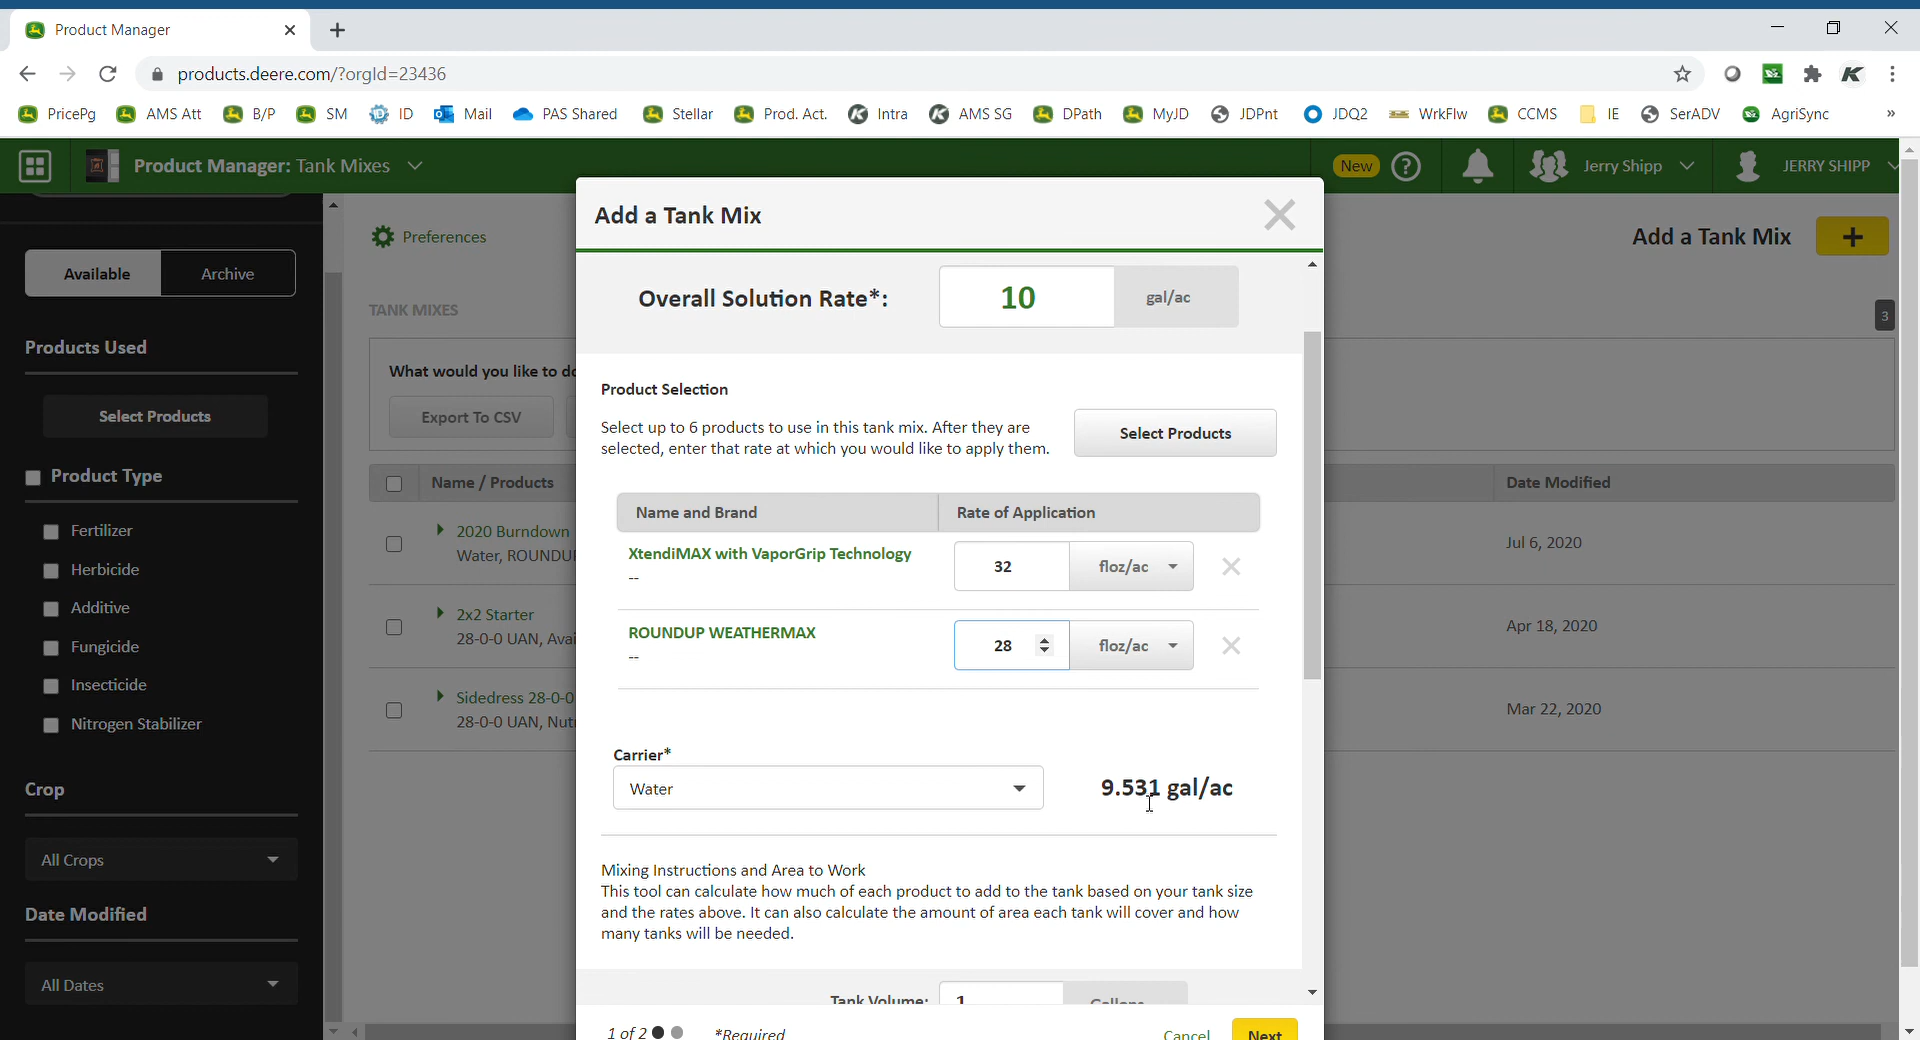 Product Manager
products.deere.com/?orgId=23436
PricePg AMS Att B/P SM ID Mail PAS Shared Stellar Prod. Act. Intra AMS SG DPath MyJD JDPnt JDQ2 WrkFlw CCMS IE SerADV AgriSync »
Product Manager: Tank Mixes
New
Jerry Shipp
JERRY SHIPP
Available
Archive
Products Used
Select Products
Product Type
Fertilizer
Herbicide
Additive
Fungicide
Insecticide
Nitrogen Stabilizer
Crop
All Crops
Date Modified
All Dates
Preferences
TANK MIXES
What would you like to do
Export To CSV
Name / Products
2020 Burndown
Water, ROUNDUP
2x2 Starter
28-0-0 UAN, Avai
Sidedress 28-0-0
28-0-0 UAN, Nutr
Add a Tank Mix
Overall Solution Rate*: 10 gal/ac
Product Selection
Select up to 6 products to use in this tank mix. After they are
selected, enter that rate at which you would like to apply them.
Select Products
Name and Brand Rate of Application
XtendiMAX with VaporGrip Technology
--
32 floz/ac
ROUNDUP WEATHERMAX
--
28 floz/ac
Carrier*
Water
9.531 gal/ac
Mixing Instructions and Area to Work
This tool can calculate how much of each product to add to the tank based on your tank size
and the rates above. It can also calculate the amount of area each tank will cover and how
many tanks will be needed.
Tank Volume: 1 Gallons
1 of 2 *Required Cancel Next
Add a Tank Mix
3
Date Modified
Jul 6, 2020
Apr 18, 2020
Mar 22, 2020